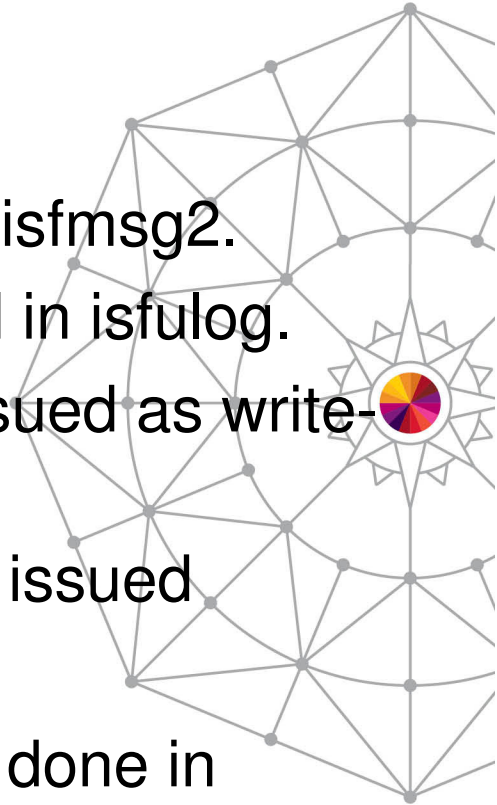 isfmsg2.
in isfulog.
sued as write-
issued
done in